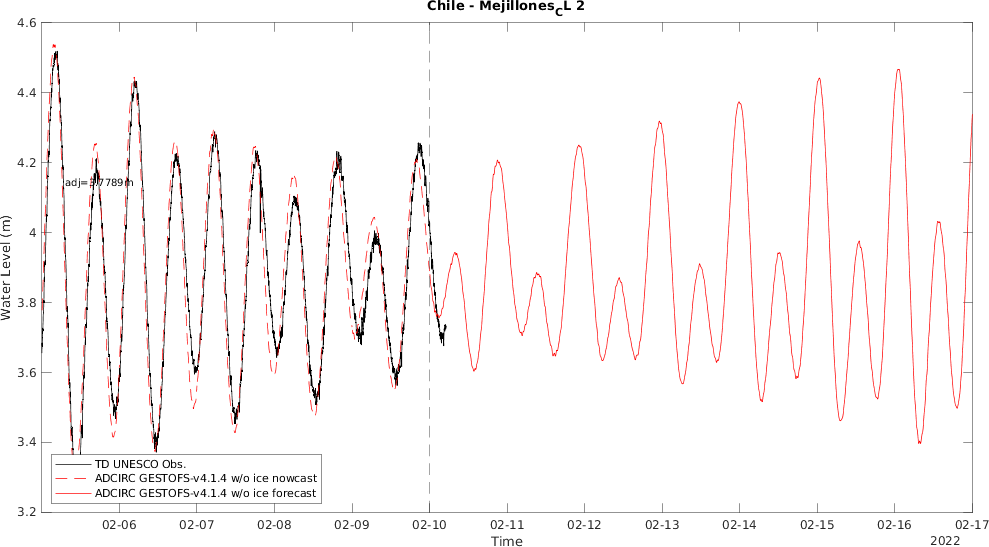 Chile - Mejillones_CL 2
Water Level (m)
4.6
4.4
4.2
4
3.8
3.6
3.4
3.2
adj=3.7789m
TD UNESCO Obs.
ADCIRC GESTOFS-v4.1.4 w/o ice nowcast
ADCIRC GESTOFS-v4.1.4 w/o ice forecast
02-06 02-07 02-08 02-09 02-10 02-11 02-12 02-13 02-14 02-15 02-16 02-17
Time
2022